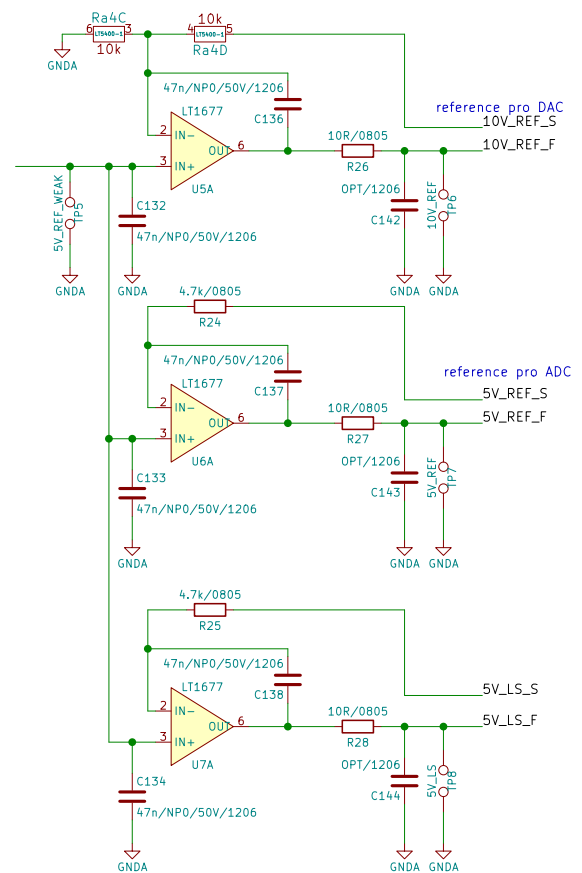 Ra4C
6 LT5400-1 3
10k
10k
4 LT5400-1 5
Ra4D
GNDA
47n/NP0/50V/1206
C136
LT1677
2 IN-
3 IN+
OUT 6
U5A
reference pro DAC
10V_REF_S
10V_REF_F
10R/0805
R26
5V_REF_WEAK
TP5
C132
47n/NP0/50V/1206
OPT/1206
C142
10V_REF
TP6
GNDA
GNDA
GNDA
GNDA
4.7k/0805
R24
47n/NP0/50V/1206
C137
LT1677
2 IN-
3 IN+
OUT 6
U6A
reference pro ADC
5V_REF_S
5V_REF_F
10R/0805
R27
C133
47n/NP0/50V/1206
OPT/1206
C143
5V_REF
TP7
GNDA
GNDA
GNDA
4.7k/0805
R25
47n/NP0/50V/1206
C138
LT1677
2 IN-
3 IN+
OUT 6
U7A
5V_LS_S
5V_LS_F
10R/0805
R28
C134
47n/NP0/50V/1206
OPT/1206
C144
5V_LS
TP8
GNDA
GNDA
GNDA